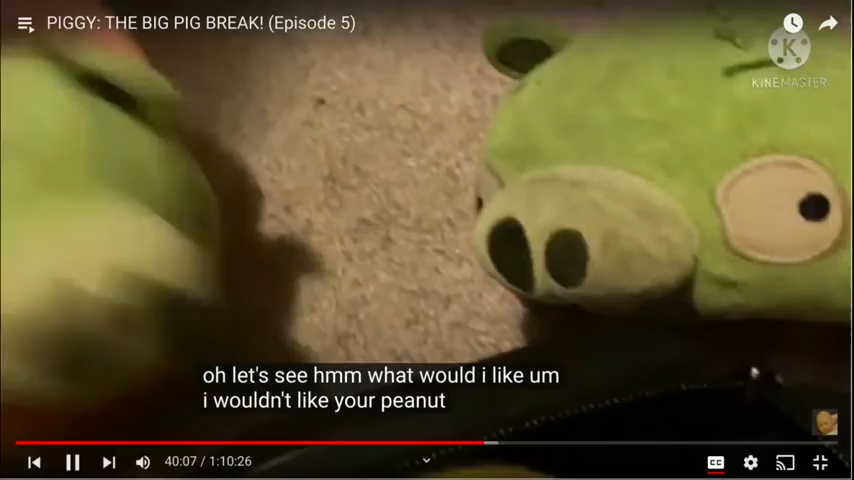 PIGGY: THE BIG PIG BREAK! (Episode 5)
K
KINEMASTER
oh let's see hmm what would i like um
i wouldn't like your peanut
40:07 / 1:10:26
CC